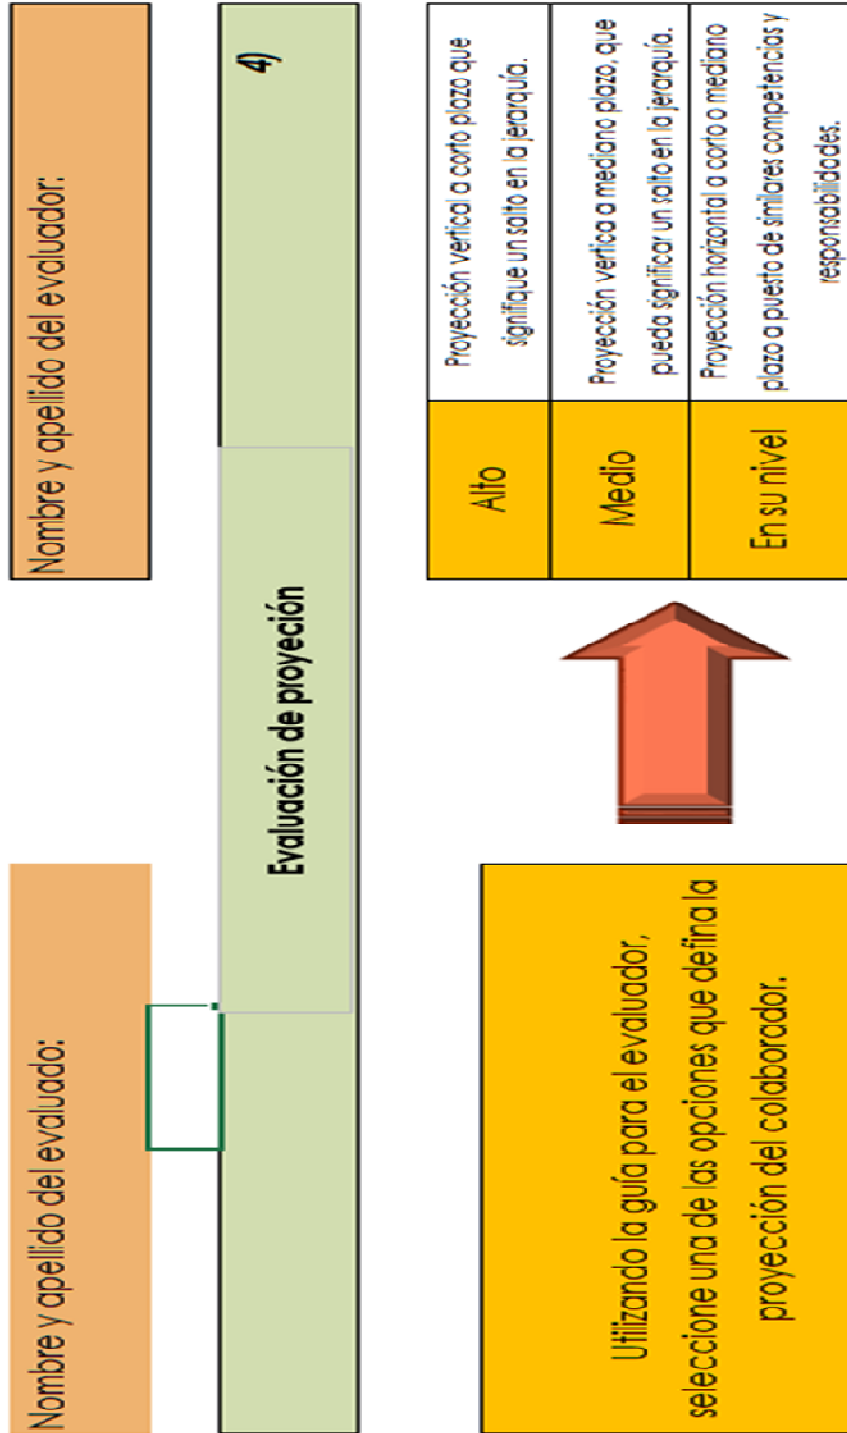 Nombre y apellido del evaluado:
Nombre y apellido del evaluador:
Evaluación de proyeción
4)
Utilizando la guía para el evaluador,
seleccione una de las opciones que defina la
proyección del colaborador.
Alto
Proyección vertical a corto plazo que
signifique un salto en la jerarquía.
Medio
Proyección vertica a mediano plazo, que
pueda significar un salto en la jerarquía.
En su nivel
Proyección horizontal a corto o mediano
plazo a puesto de similares competencias y
responsabilidades.